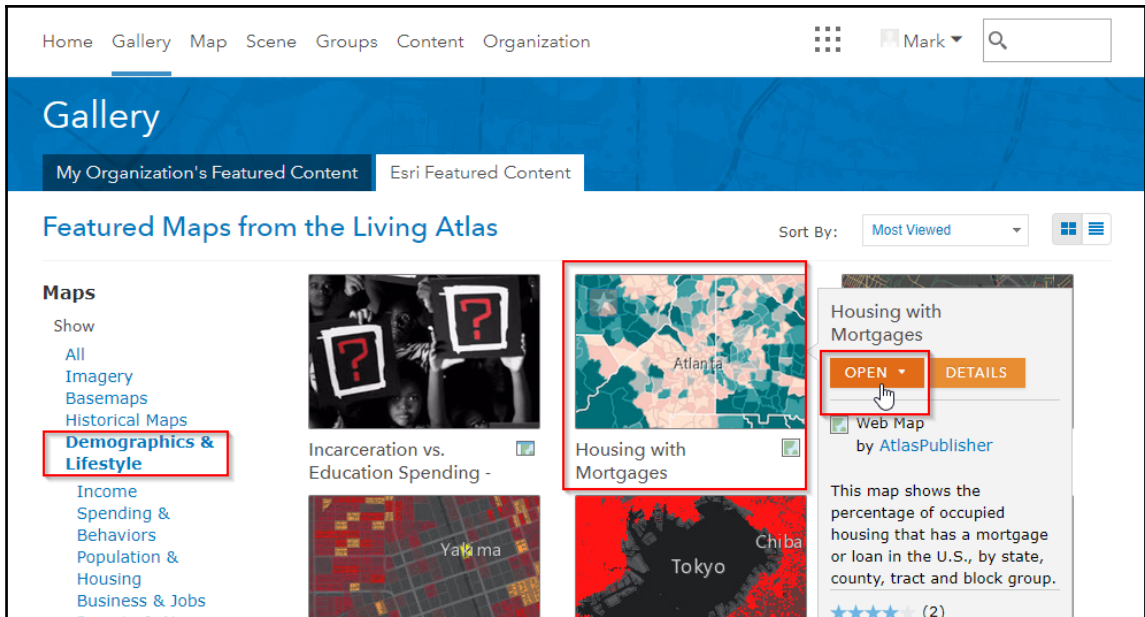 Home Gallery Map Scene Groups Content Organization
Mark
Gallery
My Organization's Featured Content Esri Featured Content
Featured Maps from the Living Atlas
Sort By: Most Viewed
Maps
Show
All
Imagery
Basemaps
Historical Maps
Demographics &
Lifestyle
Income
Spending &
Behaviors
Population &
Housing
Business & Jobs
?
?
Incarceration vs.
Education Spending -
Atlanta
Housing with
Mortgages
Yakima
Tokyo
Chiba
Housing with
Mortgages
OPEN DETAILS
Web Map
by AtlasPublisher
This map shows the
percentage of occupied
housing that has a mortgage
or loan in the U.S., by state,
county, tract and block group.
(2)